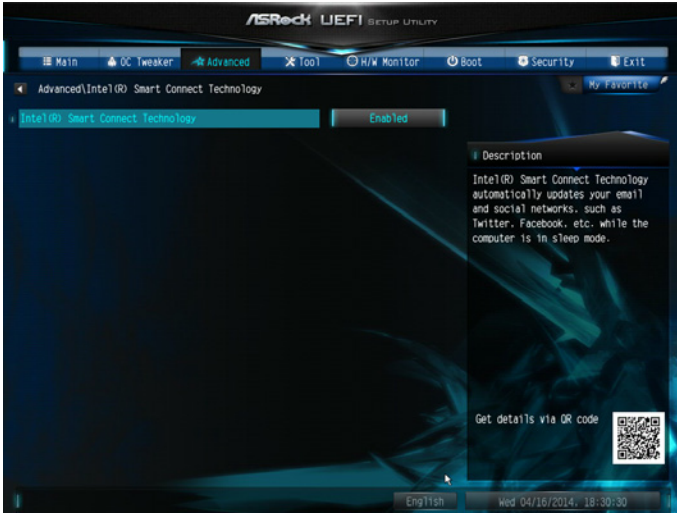 ASRock UEFI SETUP UTILITY
Main OC Tweaker Advanced Tool H/W Monitor Boot Security Exit
Advanced\Intel(R) Smart Connect Technology
My Favorite
Intel(R) Smart Connect Technology Enabled
Description
Intel(R) Smart Connect Technology
automatically updates your email
and social networks, such as
Twitter, Facebook, etc. while the
computer is in sleep mode.
Get details via QR code
English Wed 04/16/2014, 18:30:30